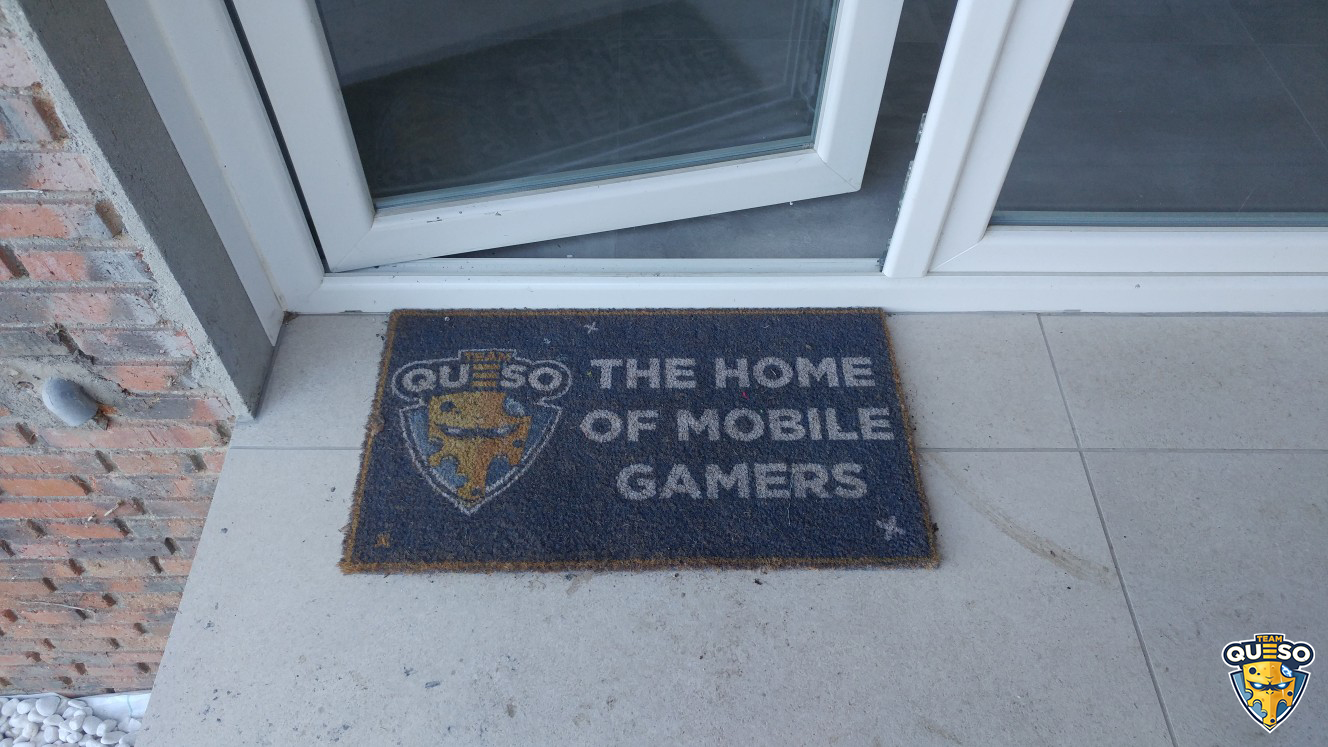 TEAM
QUESO
THE HOME
OF MOBILE
GAMERS
TEAM
QUESO